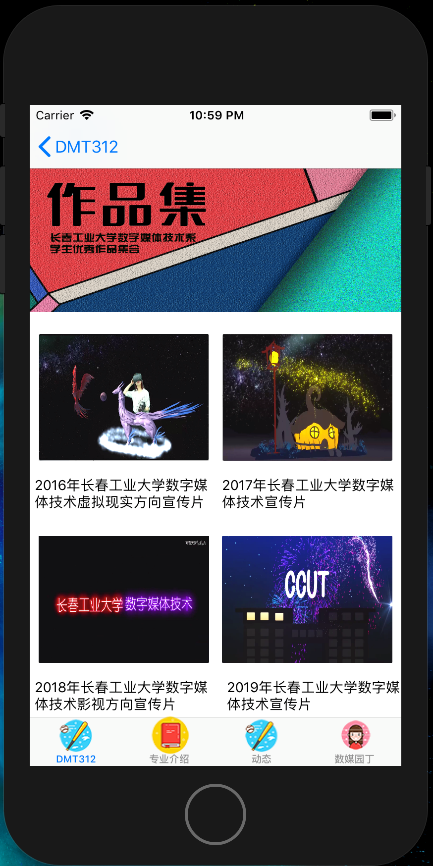 Carrier 10:59 PM
DMT312
作品集
长春工业大学数字媒体技术系
学生优秀作品集合
2016年长春工业大学数字媒
体技术虚拟现实方向宣传片
2017年长春工业大学数字媒
体技术宣传片
长春工业大学 数字媒体技术
CCUT
2018年长春工业大学数字媒
体技术影视方向宣传片
2019年长春工业大学数字媒
体技术方向宣传片
DMT312 专业介绍 动态 数媒园丁